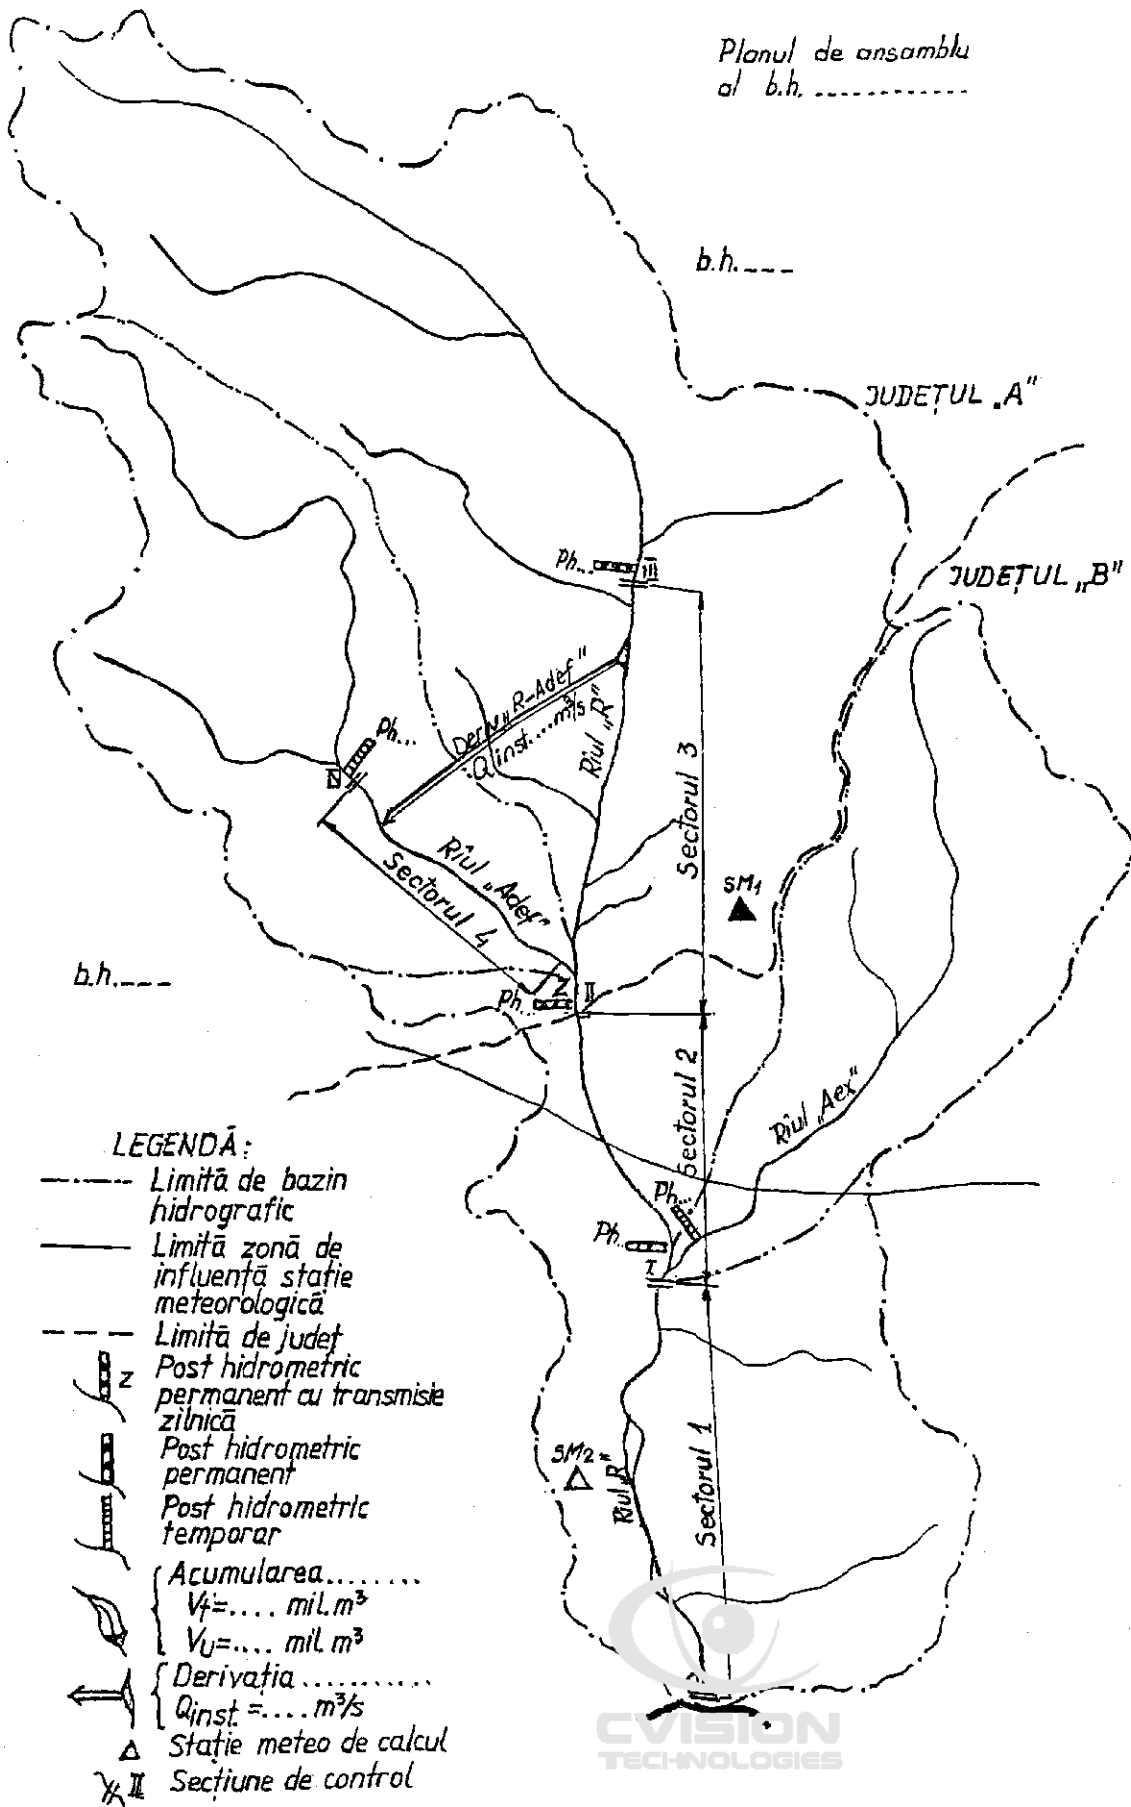 Planul de ansamblu
al b.h. ............
b.h. ----
JUDEȚUL „A"
JUDEȚUL „B"
Ph...
III
Deriv. „R-Adef"
Qinst.... m³/s
Rîul „R"
Sectorul 3
Ph...
Rîul „Adef"
Sectorul 4
SM1
b.h. ----
Ph...
Z
II
Sectorul 2
Rîul „Aex"
Ph...
Ph...
I
Sectorul 1
SM2
Rîul „R"
LEGENDĂ:
Limită de bazin
hidrografic
Limită zonă de
influență stație
meteorologică
Limită de județ
Z Post hidrometric
permanent cu transmisie
zilnică
Post hidrometric
permanent
Post hidrometric
temporar
Acumularea........
Vt=.... mil.m³
Vu=.... mil m³
Derivația...........
Qinst.=.... m³/s
Stație meteo de calcul
II Secțiune de control
CVISION
TECHNOLOGIES